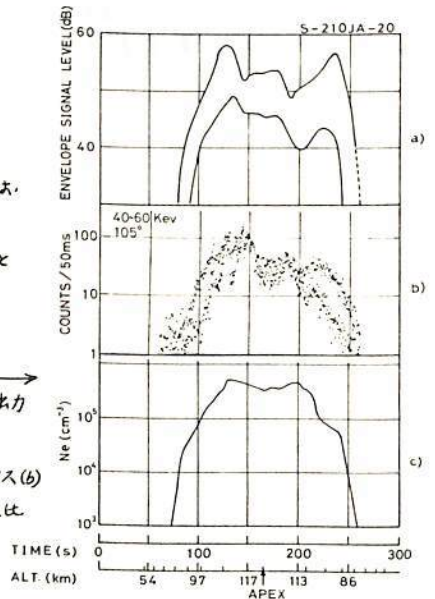 S-210JA-20
ENVELOPE SIGNAL LEVEL(dB)
60
40
a)
40-60 Kev
105°
COUNTS / 50ms
100
10
1
b)
Ne (cm⁻³)
10⁵
10⁴
10³
c)
TIME (s)
0 100 200 300
ALT. (km)
54 97 117 113 86
APEX
と
出力
ス(b)
は